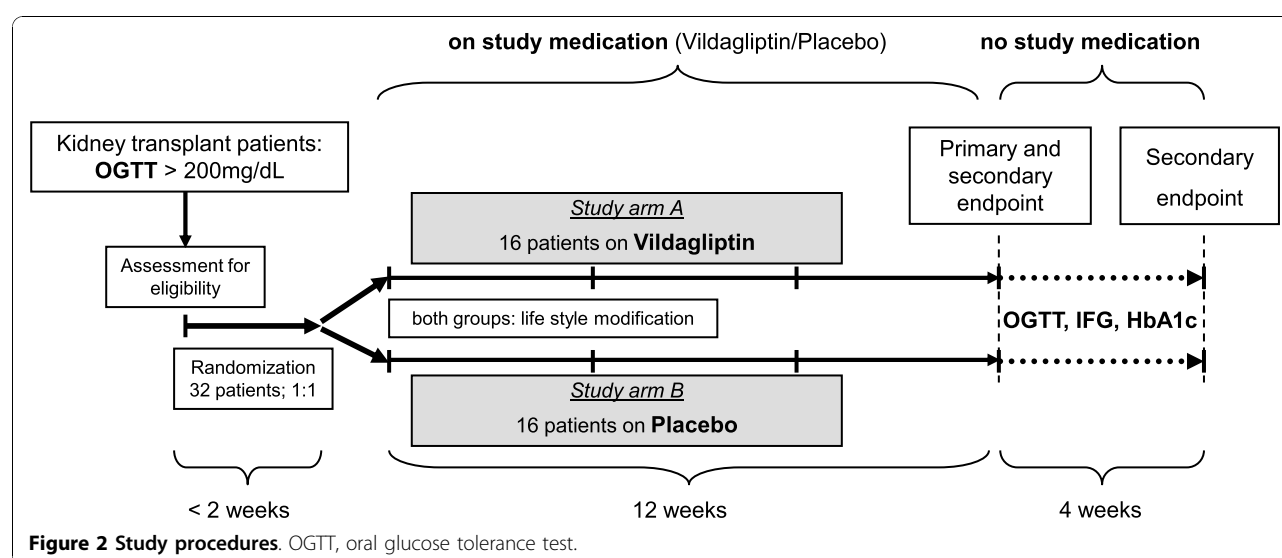 on study medication (Vildagliptin/Placebo)
no study medication
Kidney transplant patients:
OGTT > 200mg/dL
Primary and
secondary
endpoint
Secondary
endpoint
Study arm A
16 patients on Vildagliptin
Assessment for
eligibility
both groups: life style modification
OGTT, IFG, HbA1c
Randomization
32 patients; 1:1
Study arm B
16 patients on Placebo
< 2 weeks
12 weeks
4 weeks
Figure 2 Study procedures. OGTT, oral glucose tolerance test.